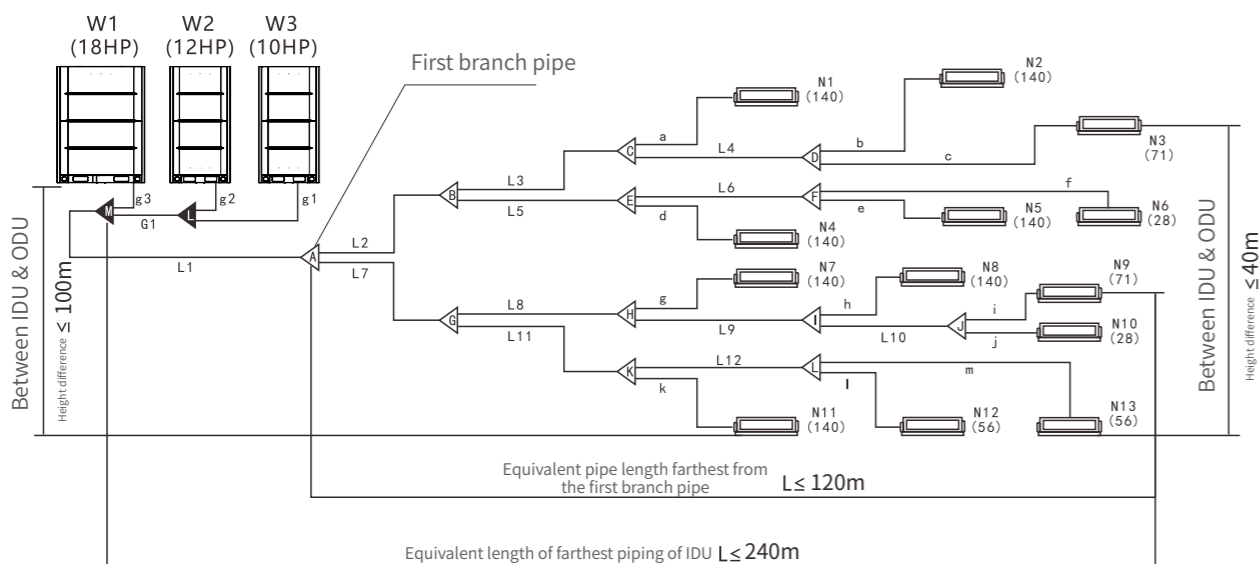 W1
(18HP)
W2
(12HP)
W3
(10HP)
First branch pipe
N1
(140)
N2
(140)
N3
(71)
a
b
c
C
L4
D
g3
g2
g1
M
G1
L
L3
B
L5
L6
E
d
F
f
e
N4
(140)
N5
(140)
N6
(28)
L2
A
L1
L7
N7
(140)
N8
(140)
N9
(71)
g
h
i
L8
G
L11
H
L9
I
L10
J
j
N10
(28)
L12
K
k
L
m
l
N11
(140)
N12
(56)
N13
(56)
Between IDU & ODU
Height difference ≤ 100m
Between IDU & ODU
Height difference ≤ 40m
Equivalent pipe length farthest from
the first branch pipe L≤ 120m
Equivalent length of farthest piping of IDU L≤ 240m